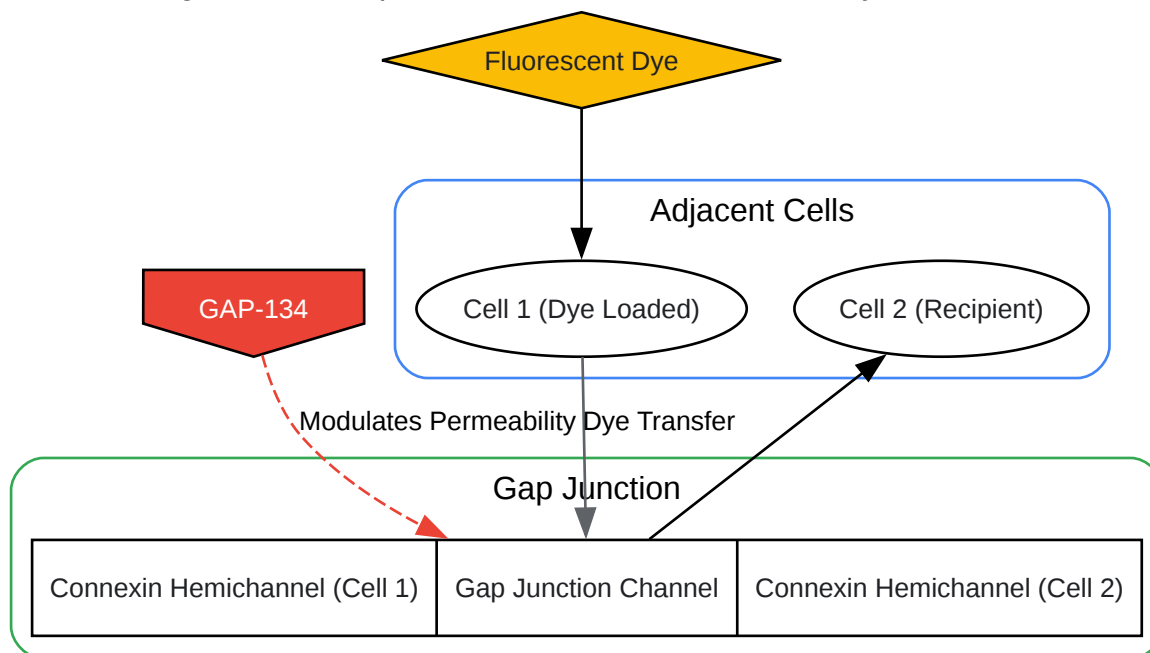 Fluorescent Dye
Adjacent Cells
GAP-134
Cell 1 (Dye Loaded)
Cell 2 (Recipient)
Modulates Permeability
Dye Transfer
Gap Junction
Connexin Hemichannel (Cell 1)
Gap Junction Channel
Connexin Hemichannel (Cell 2)